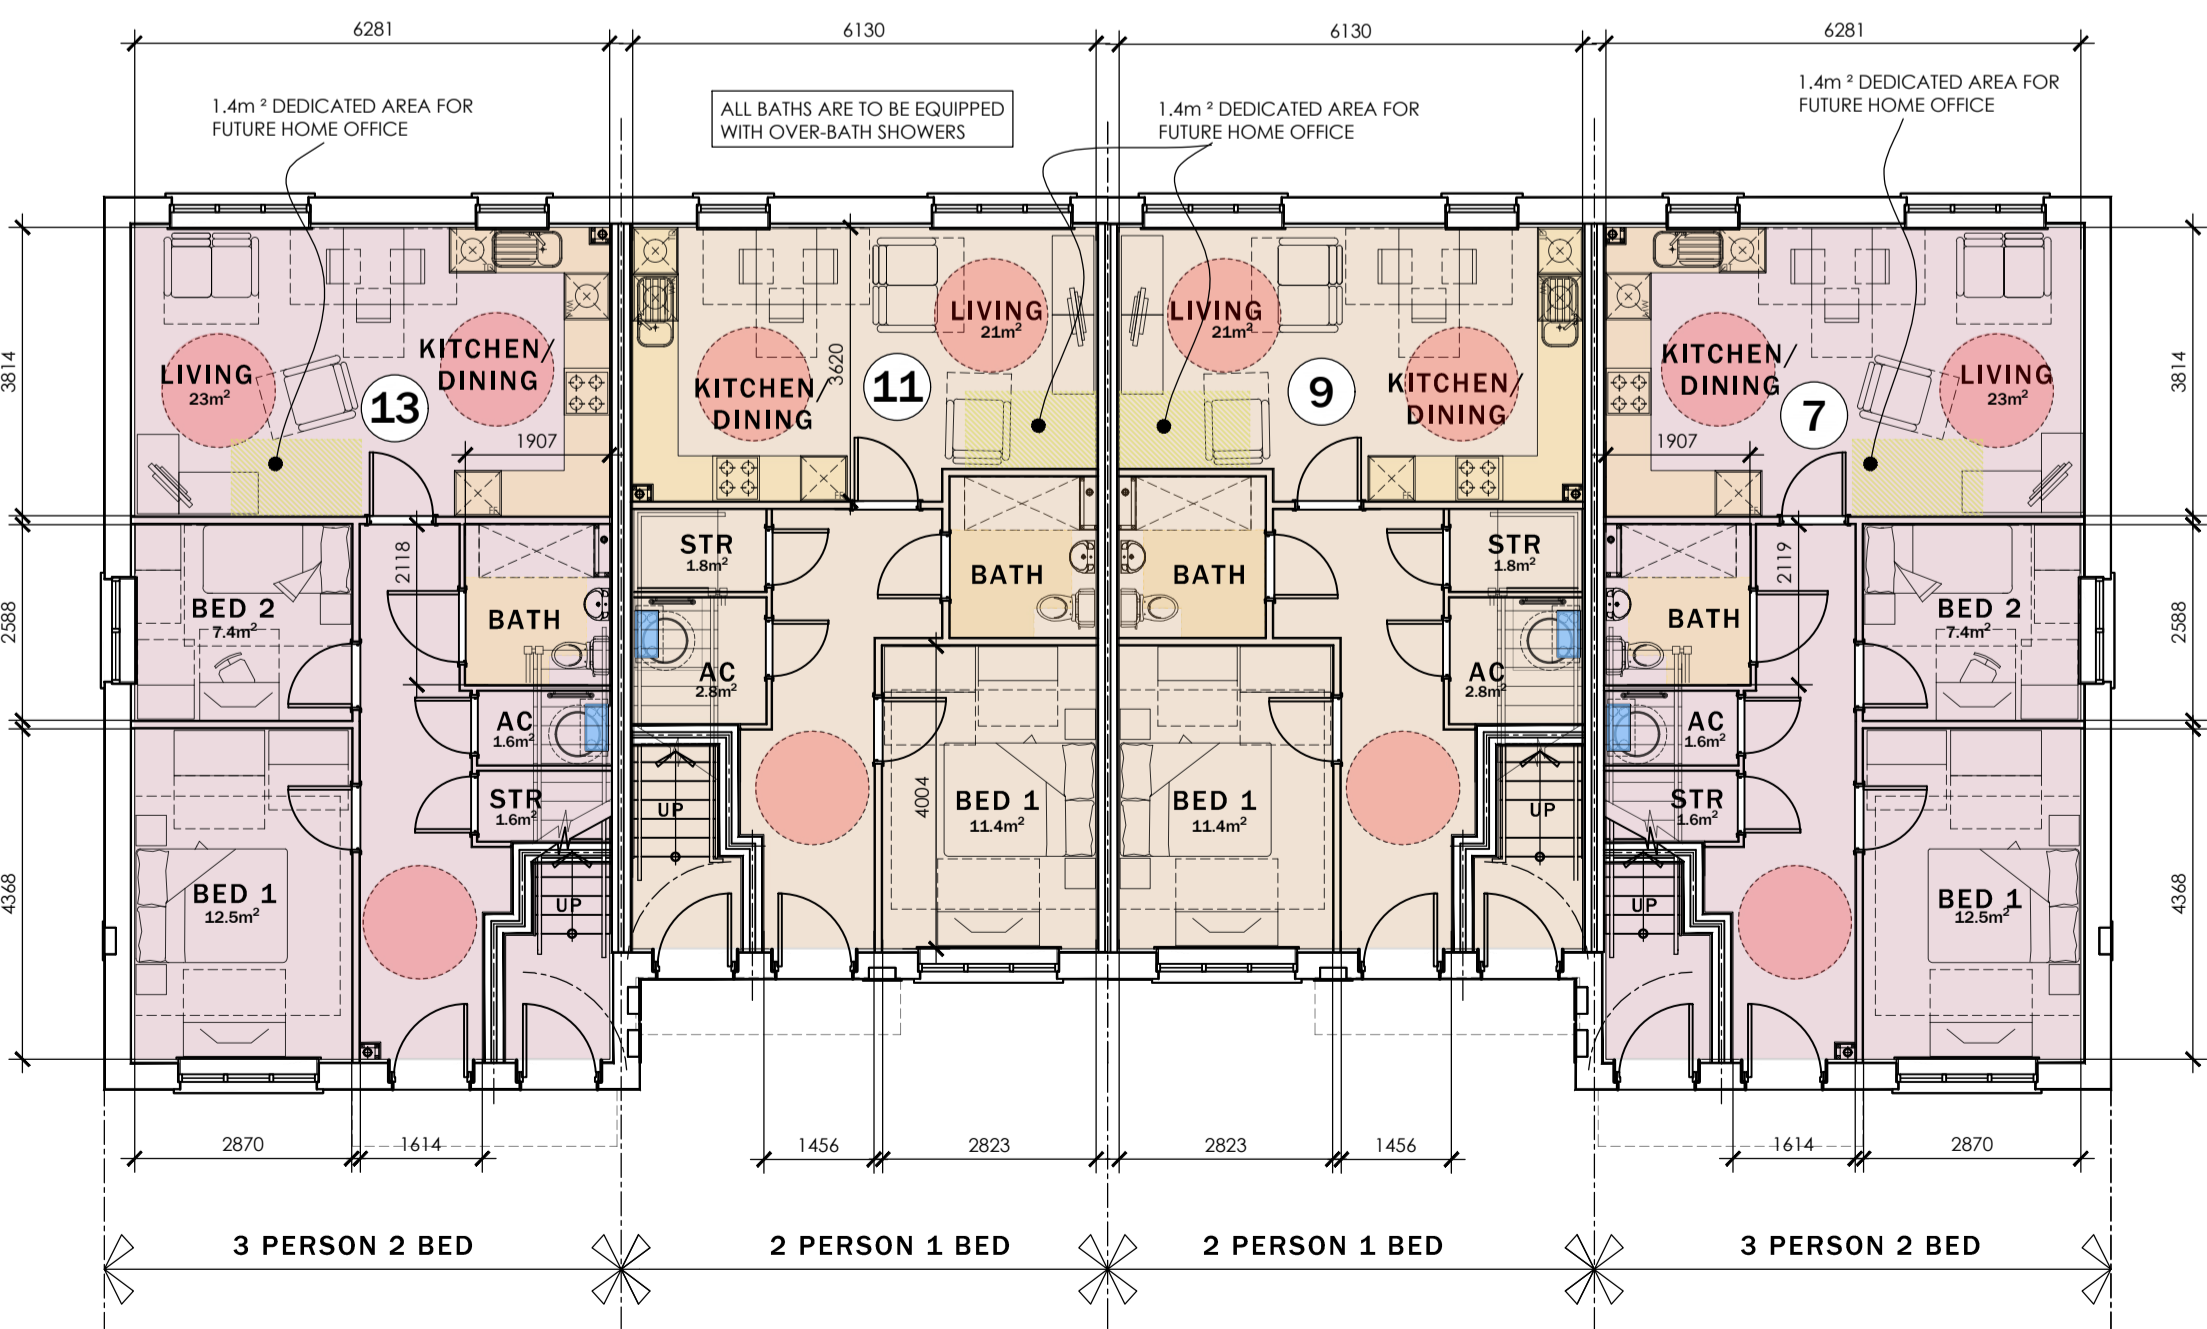 6281
6130
6130
6281
1.4m ² DEDICATED AREA FOR
FUTURE HOME OFFICE
ALL BATHS ARE TO BE EQUIPPED
WITH OVER-BATH SHOWERS
1.4m ² DEDICATED AREA FOR
FUTURE HOME OFFICE
1.4m ² DEDICATED AREA FOR
FUTURE HOME OFFICE
3814
2588
4368
LIVING
23m²
KITCHEN/
DINING
13
1907
BED 2
7.4m²
2118
BATH
AC
1.6m²
STR
1.6m²
BED 1
12.5m²
UP
KITCHEN/
DINING
3620
11
LIVING
21m²
STR
1.8m²
BATH
AC
2.8m²
UP
4004
BED 1
11.4m²
LIVING
21m²
9
KITCHEN/
DINING
BATH
STR
1.8m²
AC
2.8m²
BED 1
11.4m²
UP
KITCHEN/
DINING
7
LIVING
23m²
1907
BATH
2119
BED 2
7.4m²
AC
1.6m²
STR
1.6m²
UP
BED 1
12.5m²
3814
2588
4368
2870
1614
1456
2823
2823
1456
1614
2870
3 PERSON 2 BED
2 PERSON 1 BED
2 PERSON 1 BED
3 PERSON 2 BED